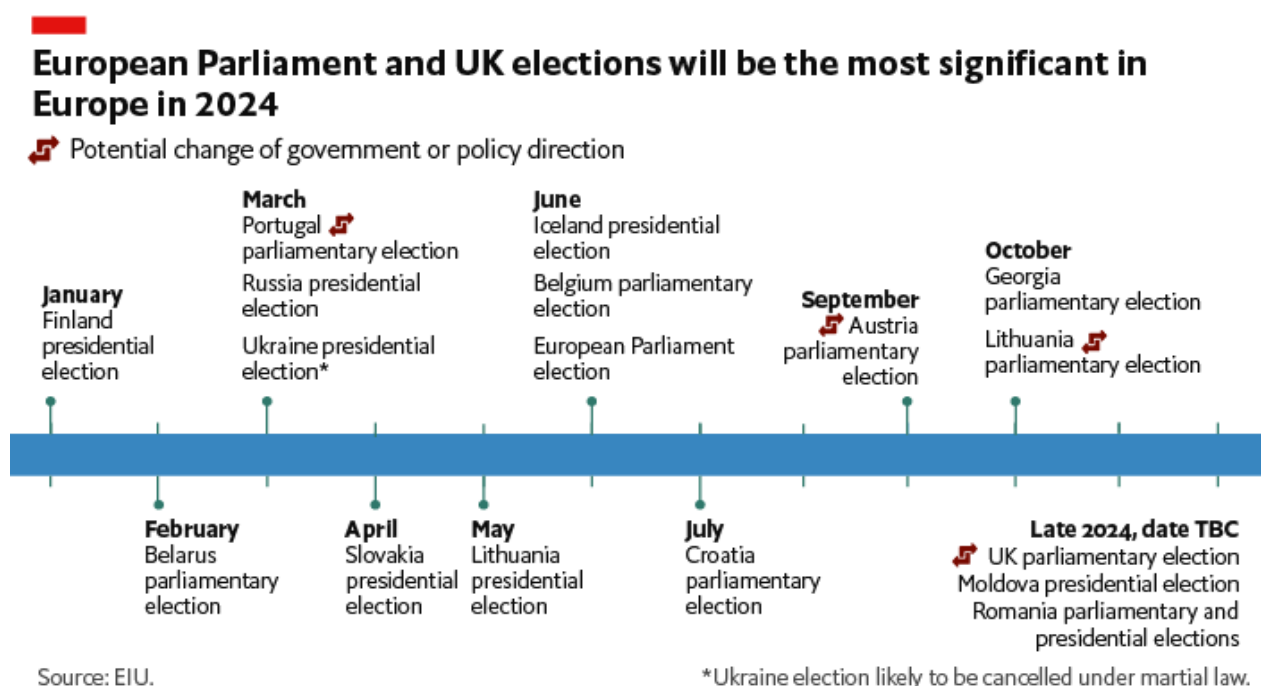 European Parliament and UK elections will be the most significant in
Europe in 2024
Potential change of government or policy direction
January
Finland
presidential
election
February
Belarus
parliamentary
election
March
Portugal
parliamentary election
Russia presidential
election
Ukraine presidential
election*
April
Slovakia
presidential
election
May
Lithuania
presidential
election
June
Iceland presidential
election
Belgium parliamentary
election
European Parliament
election
July
Croatia
parliamentary
election
September
Austria
parliamentary
election
October
Georgia
parliamentary election
Lithuania
parliamentary election
Late 2024, date TBC
UK parliamentary election
Moldova presidential election
Romania parliamentary and
presidential elections
Source: EIU.
*Ukraine election likely to be cancelled under martial law.